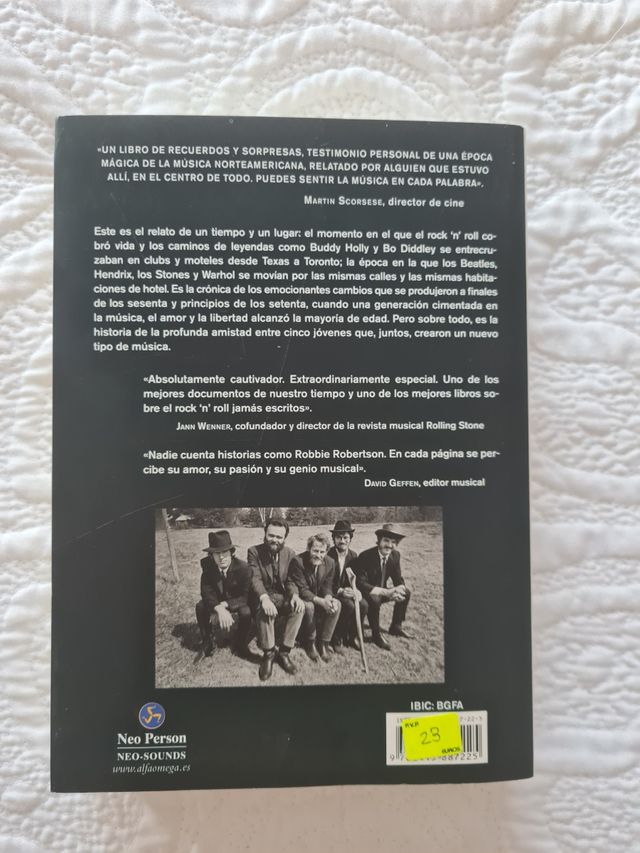 «UN LIBRO DE RECUERDOS Y SORPRESAS, TESTIMONIO PERSONAL DE UNA ÉPOCA
MÁGICA DE LA MÚSICA NORTEAMERICANA, RELATADO POR ALGUIEN QUE ESTUVO
ALLÍ, EN EL CENTRO DE TODO. PUEDES SENTIR LA MÚSICA EN CADA PALABRA».
MARTIN SCORSESE, director de cine
Este es el relato de un tiempo y un lugar: el momento en el que el rock 'n' roll co-
bró vida y los caminos de leyendas como Buddy Holly y Bo Diddley se entrecru-
zaban en clubs y moteles desde Texas a Toronto; la época en la que los Beatles,
Hendrix, los Stones y Warhol se movían por las mismas calles y las mismas habita-
ciones de hotel. Es la crónica de los emocionantes cambios que se produjeron a finales
de los sesenta y principios de los setenta, cuando una generación cimentada en
la música, el amor y la libertad alcanzó la mayoría de edad. Pero sobre todo, es la
historia de la profunda amistad entre cinco jóvenes que, juntos, crearon un nuevo
tipo de música.
«Absolutamente cautivador. Extraordinariamente especial. Uno de los
mejores documentos de nuestro tiempo y uno de los mejores libros so-
bre el rock 'n' roll jamás escritos».
JANN WENNER, cofundador y director de la revista musical Rolling Stone
«Nadie cuenta historias como Robbie Robertson. En cada página se per-
cibe su amor, su pasión y su genio musical».
DAVID GEFFEN, editor musical
IBIC: BGFA
23
EUROS
887225
Neo Person
NEO-SOUNDS
www.alfaomega.es